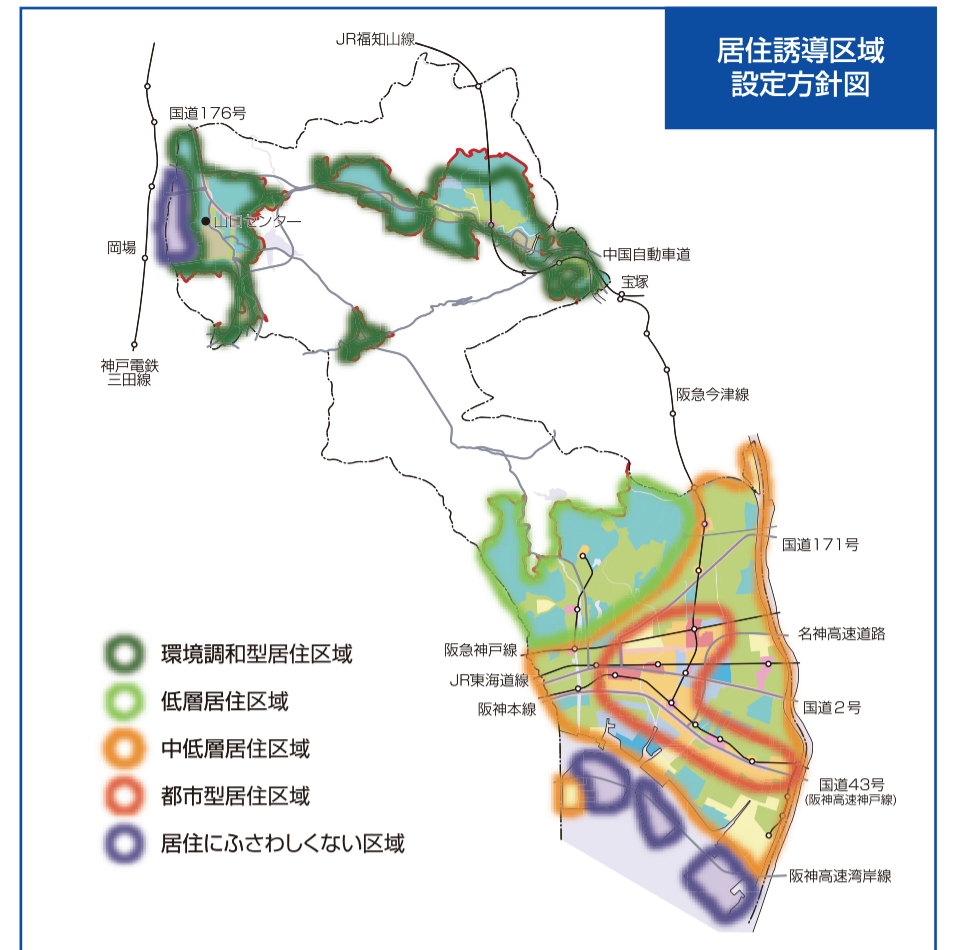 居住誘導区域
設定方針図
JR福知山線
国道176号
山口センター
岡場
中国自動車道
宝塚
神戸電鉄
三田線
阪急今津線
国道171号
名神高速道路
阪急神戸線
JR東海道線
阪神本線
国道2号
国道43号
(阪神高速神戸線)
阪神高速湾岸線
環境調和型居住区域
低層居住区域
中低層居住区域
都市型居住区域
居住にふさわしくない区域